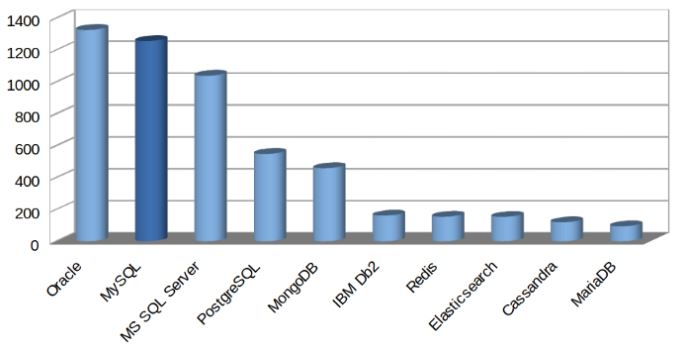 1400
1200
1000
800
600
400
200
0
Oracle
MySQL
MS SQL Server
PostgreSQL
MongoDB
IBM Db2
Redis
Elasticsearch
Cassandra
MariaDB